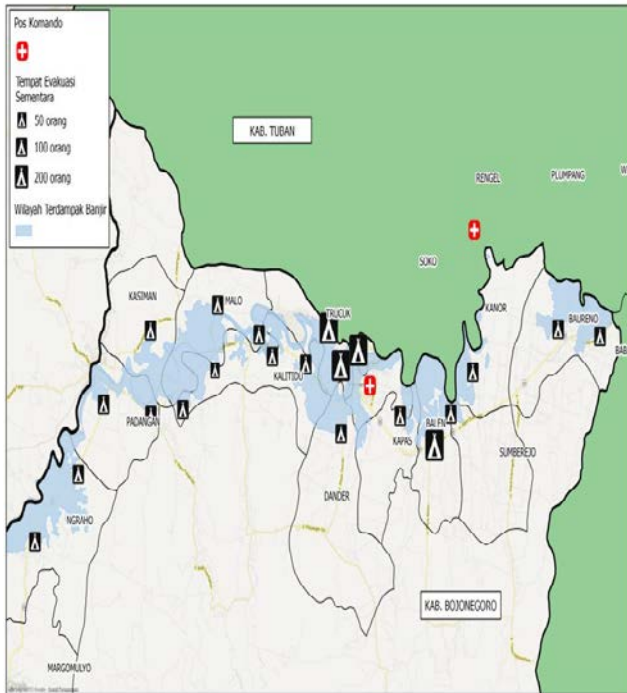 Pos Komando
Tempat Evakuasi
Sementara
50 orang
100 orang
200 orang
Wilayah Terdampak Banjir
KAB. TUBAN
RENGEL
PLUMPANG
SOKO
KASIMAN
MALO
TRUCUK
KANOR
BAURENO
KALITIDU
PADANGAN
KAPAS
BALEN
SUMBEREJO
DANDER
NGRAHO
KAB. BOJONEGORO
MARGOMULYO